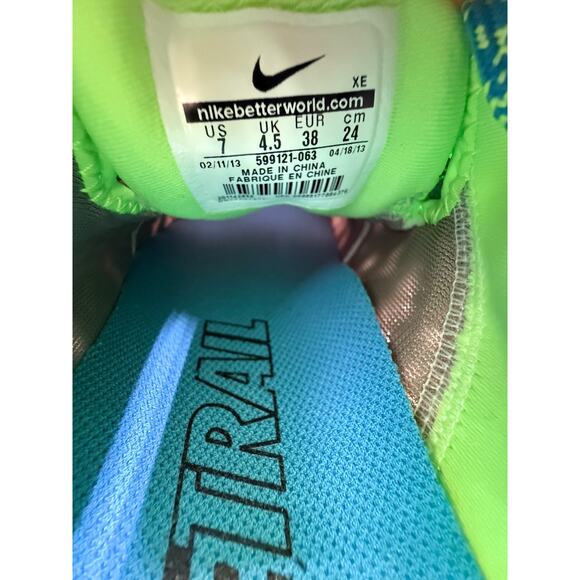 XE
nikebetterworld.com
US UK EUR cm
7 4.5 38 24
02/11/13 599121-063 04/18/13
MADE IN CHINA
FABRIQUE EN CHINE
TRAIL